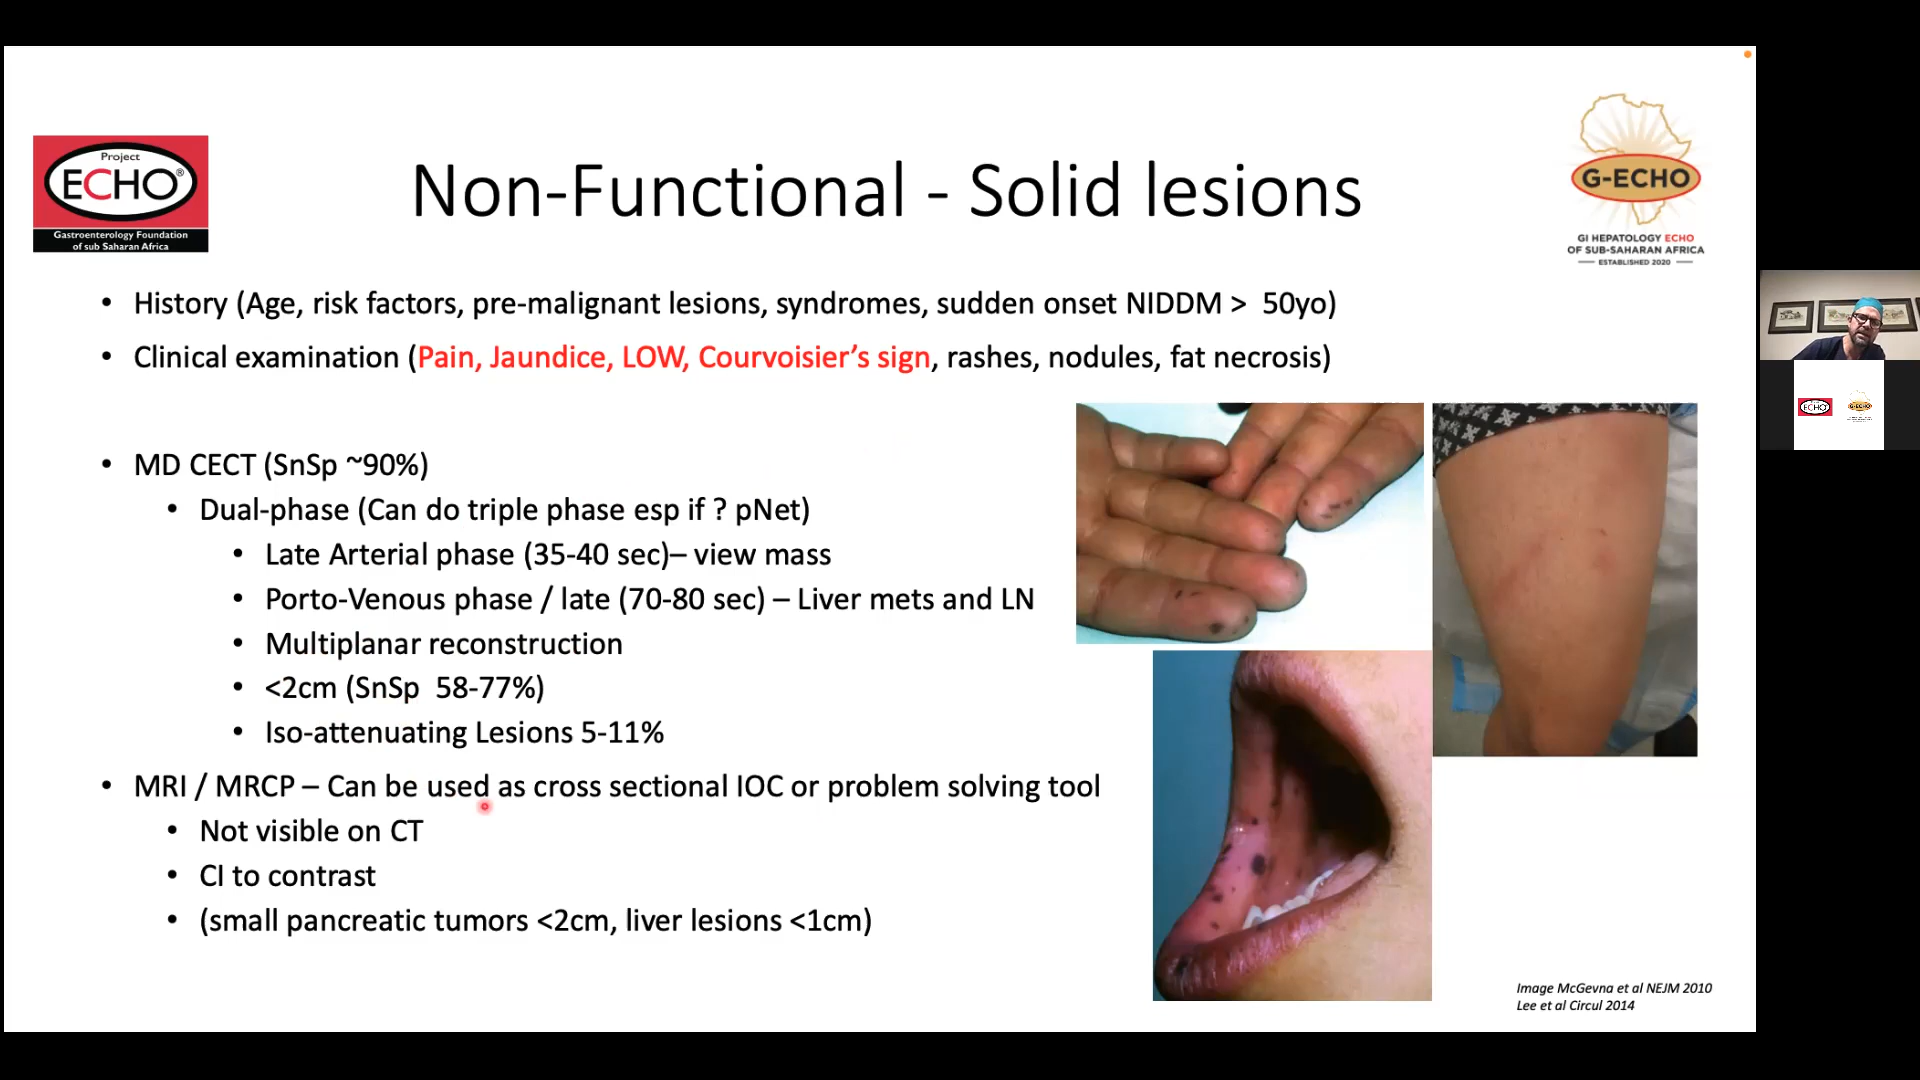 Project
ECHO®
Gastroenterology Foundation
of sub Saharan Africa
Non-Functional - Solid lesions
G-ECHO
GI HEPATOLOGY ECHO
OF SUB-SAHARAN AFRICA
ESTABLISHED 2020
• History (Age, risk factors, pre-malignant lesions, syndromes, sudden onset NIDDM > 50yo)
• Clinical examination (Pain, Jaundice, LOW, Courvoisier’s sign, rashes, nodules, fat necrosis)
• MD CECT (SnSp ~90%)
• Dual-phase (Can do triple phase esp if ? pNet)
• Late Arterial phase (35-40 sec)– view mass
• Porto-Venous phase / late (70-80 sec) – Liver mets and LN
• Multiplanar reconstruction
• <2cm (SnSp 58-77%)
• Iso-attenuating Lesions 5-11%
• MRI / MRCP – Can be used as cross sectional IOC or problem solving tool
• Not visible on CT
• CI to contrast
• (small pancreatic tumors <2cm, liver lesions <1cm)
Image McGevna et al NEJM 2010
Lee et al Circul 2014
ECHO
G-ECHO